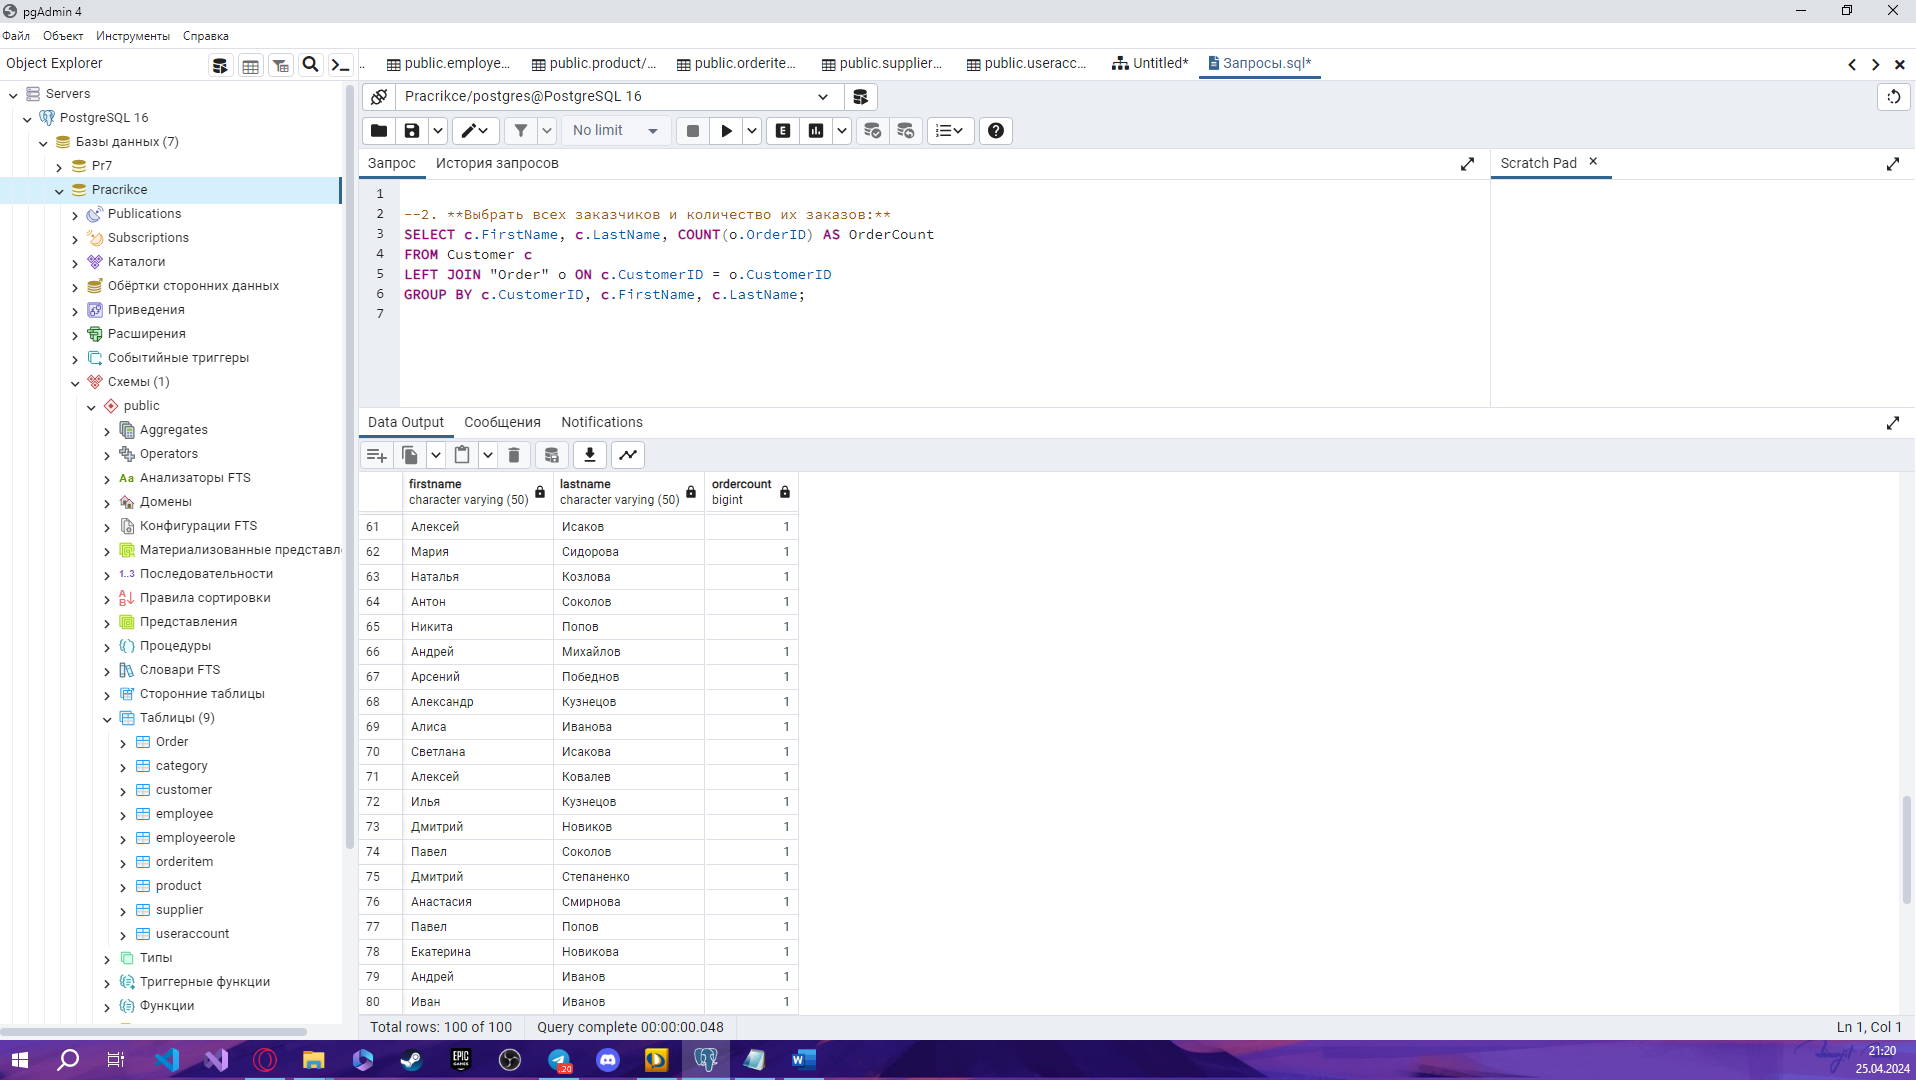 pgAdmin 4
Файл Объект Инструменты Справка
Object Explorer
public.employe... public.product/... public.orderite... public.supplier... public.useracc... Untitled* Запросы.sql*
Servers
PostgreSQL 16
Базы данных (7)
Pr7
Pracrikce
Publications
Subscriptions
Каталоги
Обёртки сторонних данных
Приведения
Расширения
Событийные триггеры
Схемы (1)
public
Aggregates
Operators
Анализаторы FTS
Домены
Конфигурации FTS
Материализованные представл
Последовательности
Правила сортировки
Представления
Процедуры
Словари FTS
Сторонние таблицы
Таблицы (9)
Order
category
customer
employee
employeerole
orderitem
product
supplier
useraccount
Типы
Триггерные функции
Функции
Pracrikce/postgres@PostgreSQL 16
No limit
Запрос История запросов
Scratch Pad
1
2 --2. **Выбрать всех заказчиков и количество их заказов:**
3 SELECT c.FirstName, c.LastName, COUNT(o.OrderID) AS OrderCount
4 FROM Customer c
5 LEFT JOIN "Order" o ON c.CustomerID = o.CustomerID
6 GROUP BY c.CustomerID, c.FirstName, c.LastName;
7
Data Output Сообщения Notifications
firstname lastname ordercount
character varying (50) character varying (50) bigint
61 Алексей Исаков 1
62 Мария Сидорова 1
63 Наталья Козлова 1
64 Антон Соколов 1
65 Никита Попов 1
66 Андрей Михайлов 1
67 Арсений Победнов 1
68 Александр Кузнецов 1
69 Алиса Иванова 1
70 Светлана Исакова 1
71 Алексей Ковалев 1
72 Илья Кузнецов 1
73 Дмитрий Новиков 1
74 Павел Соколов 1
75 Дмитрий Степаненко 1
76 Анастасия Смирнова 1
77 Павел Попов 1
78 Екатерина Новикова 1
79 Андрей Иванов 1
80 Иван Иванов 1
Total rows: 100 of 100 Query complete 00:00:00.048
Ln 1, Col 1
21:20
25.04.2024